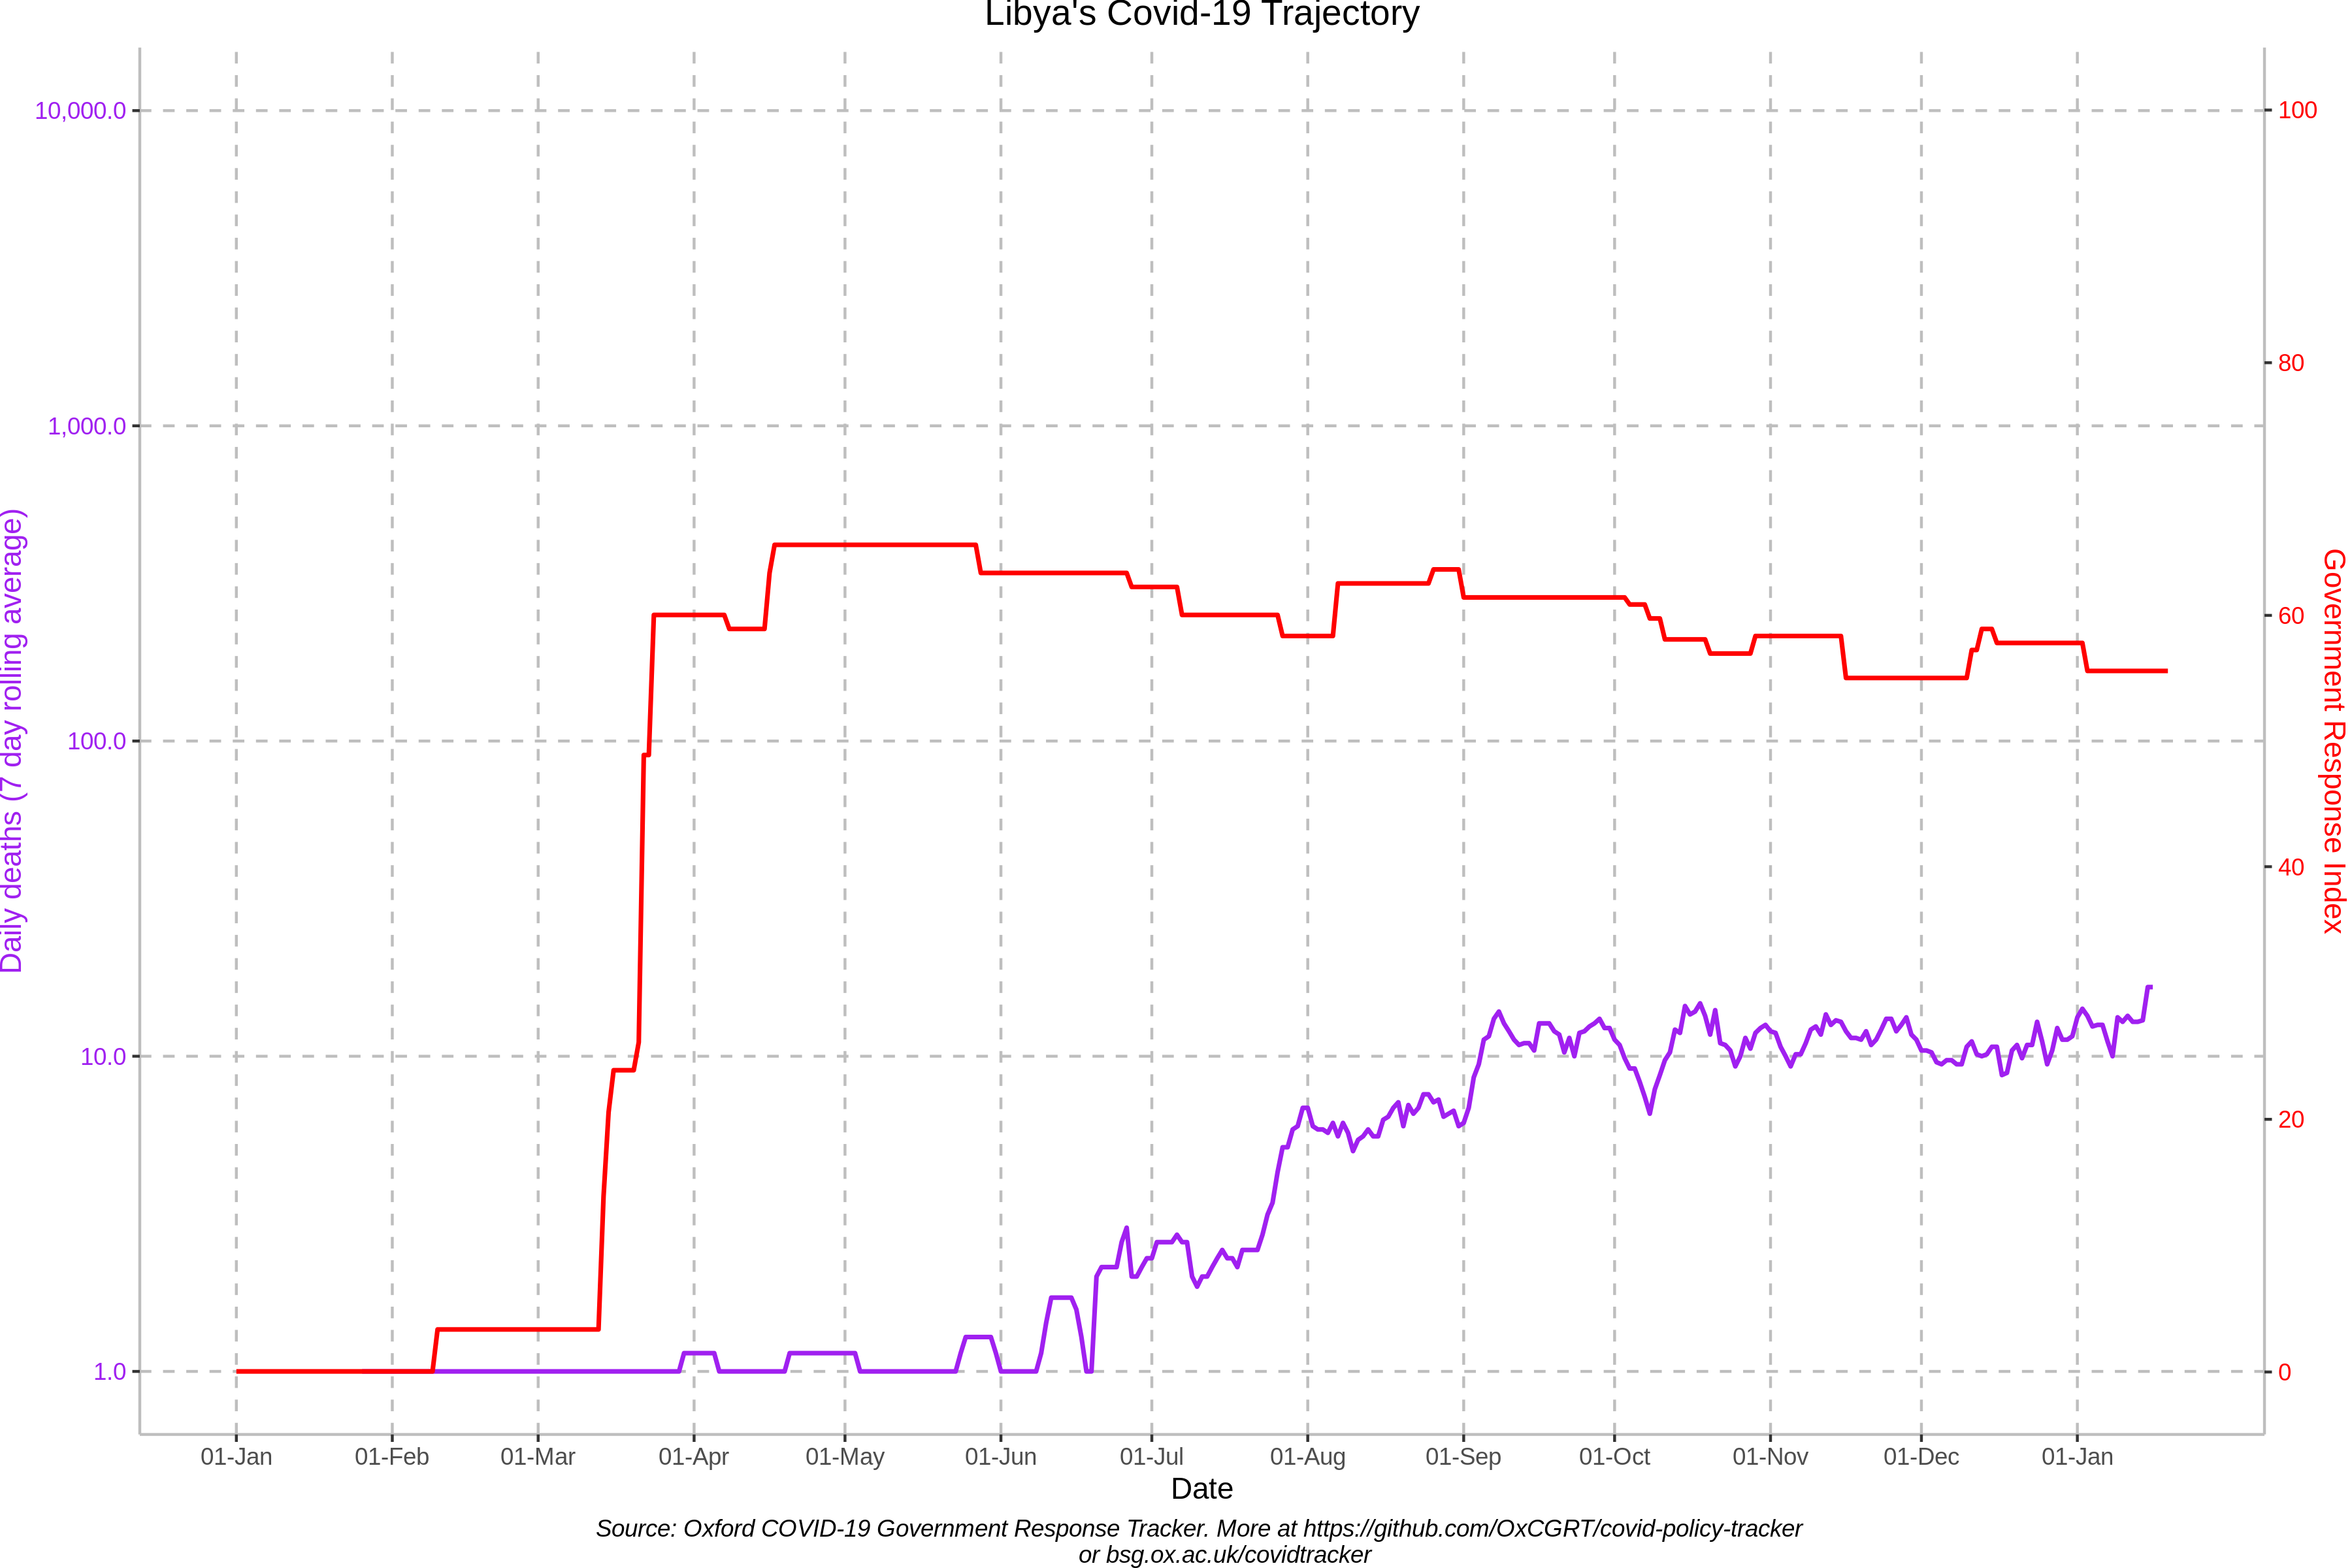 Libya's Covid-19 Trajectory
10,000.0
1,000.0
100.0
10.0
1.0
Daily deaths (7 day rolling average)
100
80
60
40
20
0
Government Response Index
01-Jan 01-Feb 01-Mar 01-Apr 01-May 01-Jun 01-Jul 01-Aug 01-Sep 01-Oct 01-Nov 01-Dec 01-Jan
Date
Source: Oxford COVID-19 Government Response Tracker. More at https://github.com/OxCGRT/covid-policy-tracker
or bsg.ox.ac.uk/covidtracker